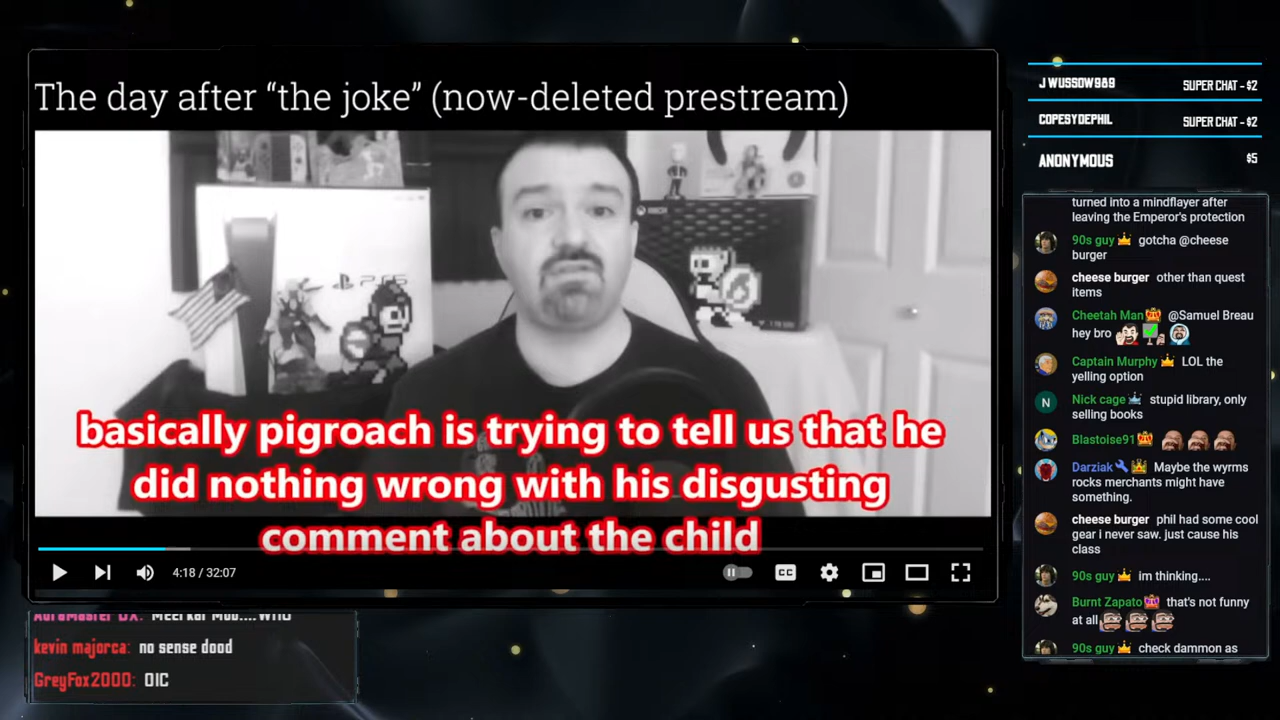 The day after “the joke” (now-deleted prestream)
basically pigroach is trying to tell us that he
did nothing wrong with his disgusting
comment about the child
4:18 / 32:07
CC
kevin majorca: no sense dood
GreyFox2000: OIC
J WUSSOW989 SUPER CHAT - $2
COPESYDEPHIL SUPER CHAT - $2
ANONYMOUS $5
turned into a mindflayer after
leaving the Emperor's protection
90s guy gotcha @cheese
burger
cheese burger other than quest
items
Cheetah Man @Samuel Breau
hey bro
Captain Murphy LOL the
yelling option
N Nick cage stupid library, only
selling books
Blastoise91
Darziak Maybe the wyrms
rocks merchants might have
something.
cheese burger phil had some cool
gear i never saw. just cause his
class
90s guy im thinking....
Burnt Zapato that's not funny
at all
90s guy check dammon as